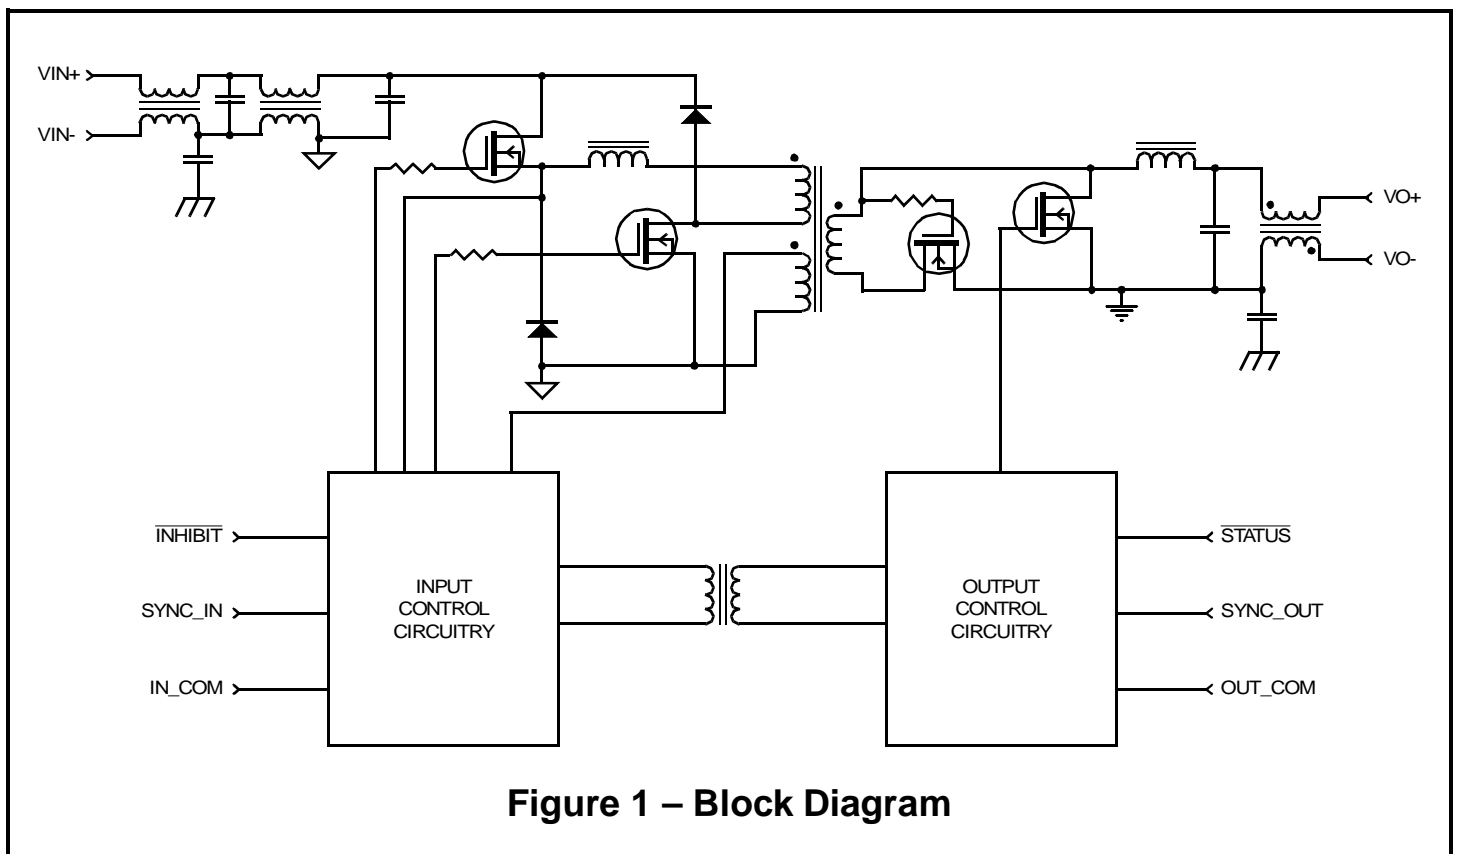 VIN+
VIN-
VO+
VO-
INHIBIT
SYNC_IN
IN_COM
INPUT
CONTROL
CIRCUITRY
OUTPUT
CONTROL
CIRCUITRY
STATUS
SYNC_OUT
OUT_COM
Figure 1 – Block Diagram